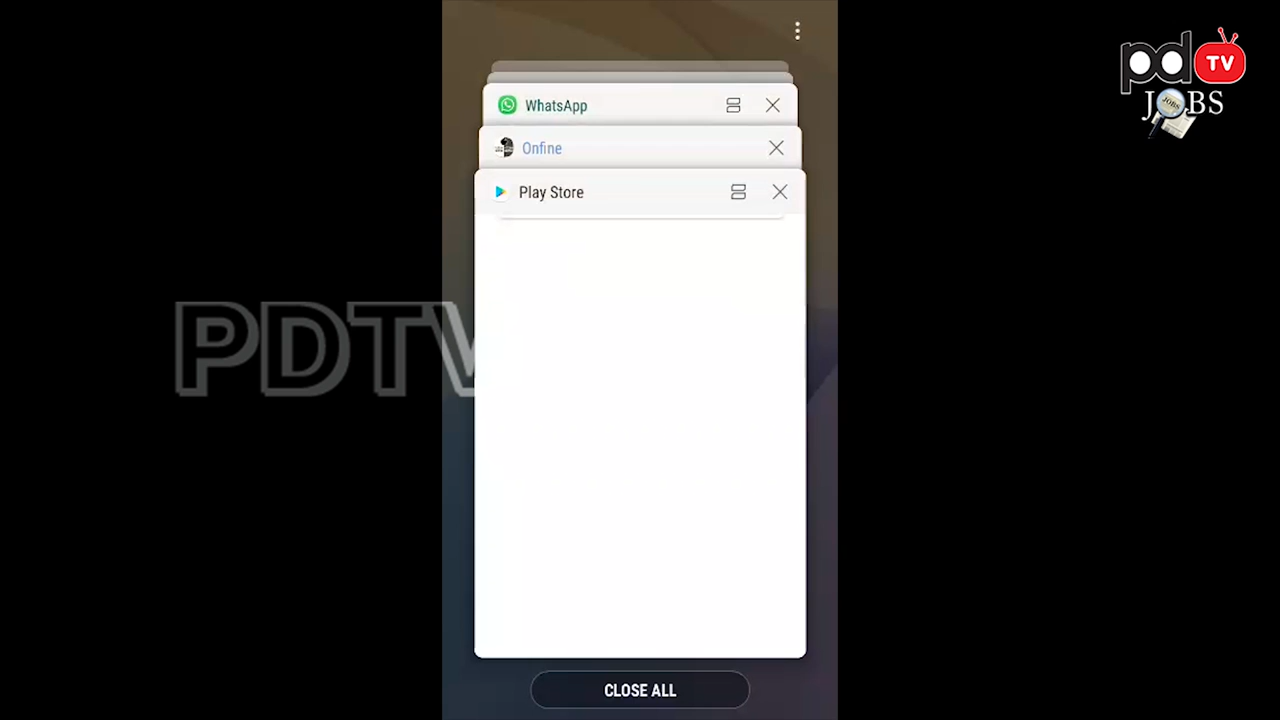 pd TV
JOBS
WhatsApp
Onfine
Play Store
PDTV
CLOSE ALL